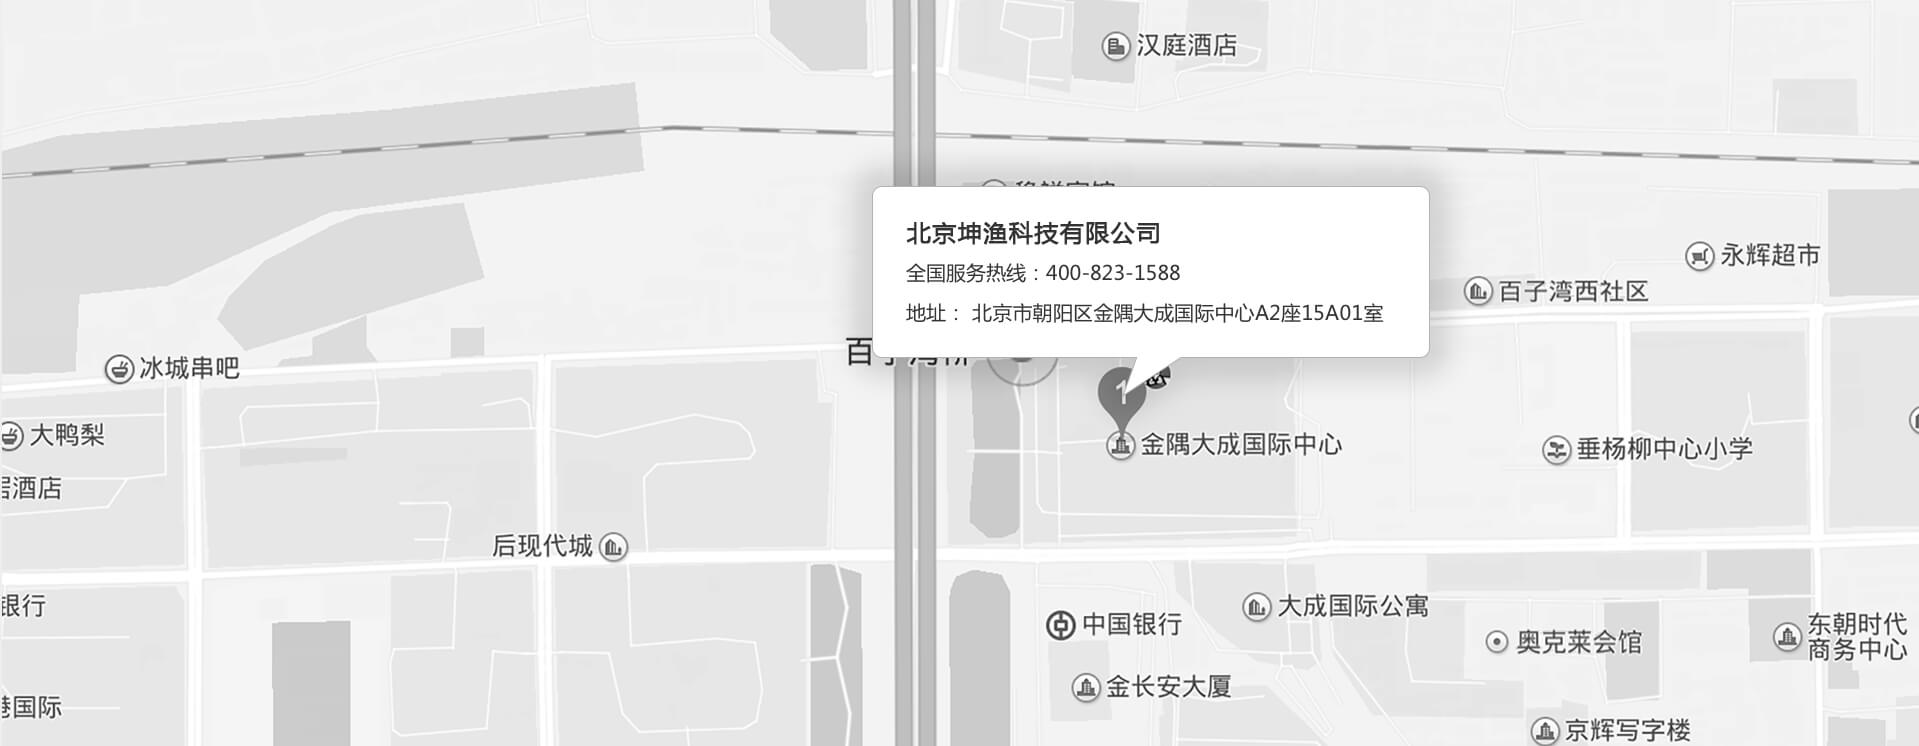 汉庭酒店
北京坤渔科技有限公司
全国服务热线：400-823-1588
地址： 北京市朝阳区金隅大成国际中心A2座15A01室
永辉超市
百子湾西社区
冰城串吧
1
大鸭梨
金隅大成国际中心
垂杨柳中心小学
酒店
后现代城
银行
大成国际公寓
中国银行
奥克莱会馆
东朝时代
商务中心
金长安大厦
国际
京辉写字楼